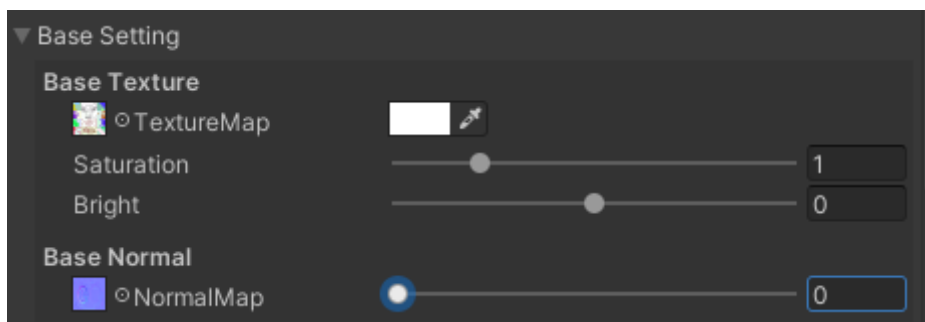 Base Setting
Base Texture
TextureMap
Saturation 1
Bright 0
Base Normal
NormalMap 0